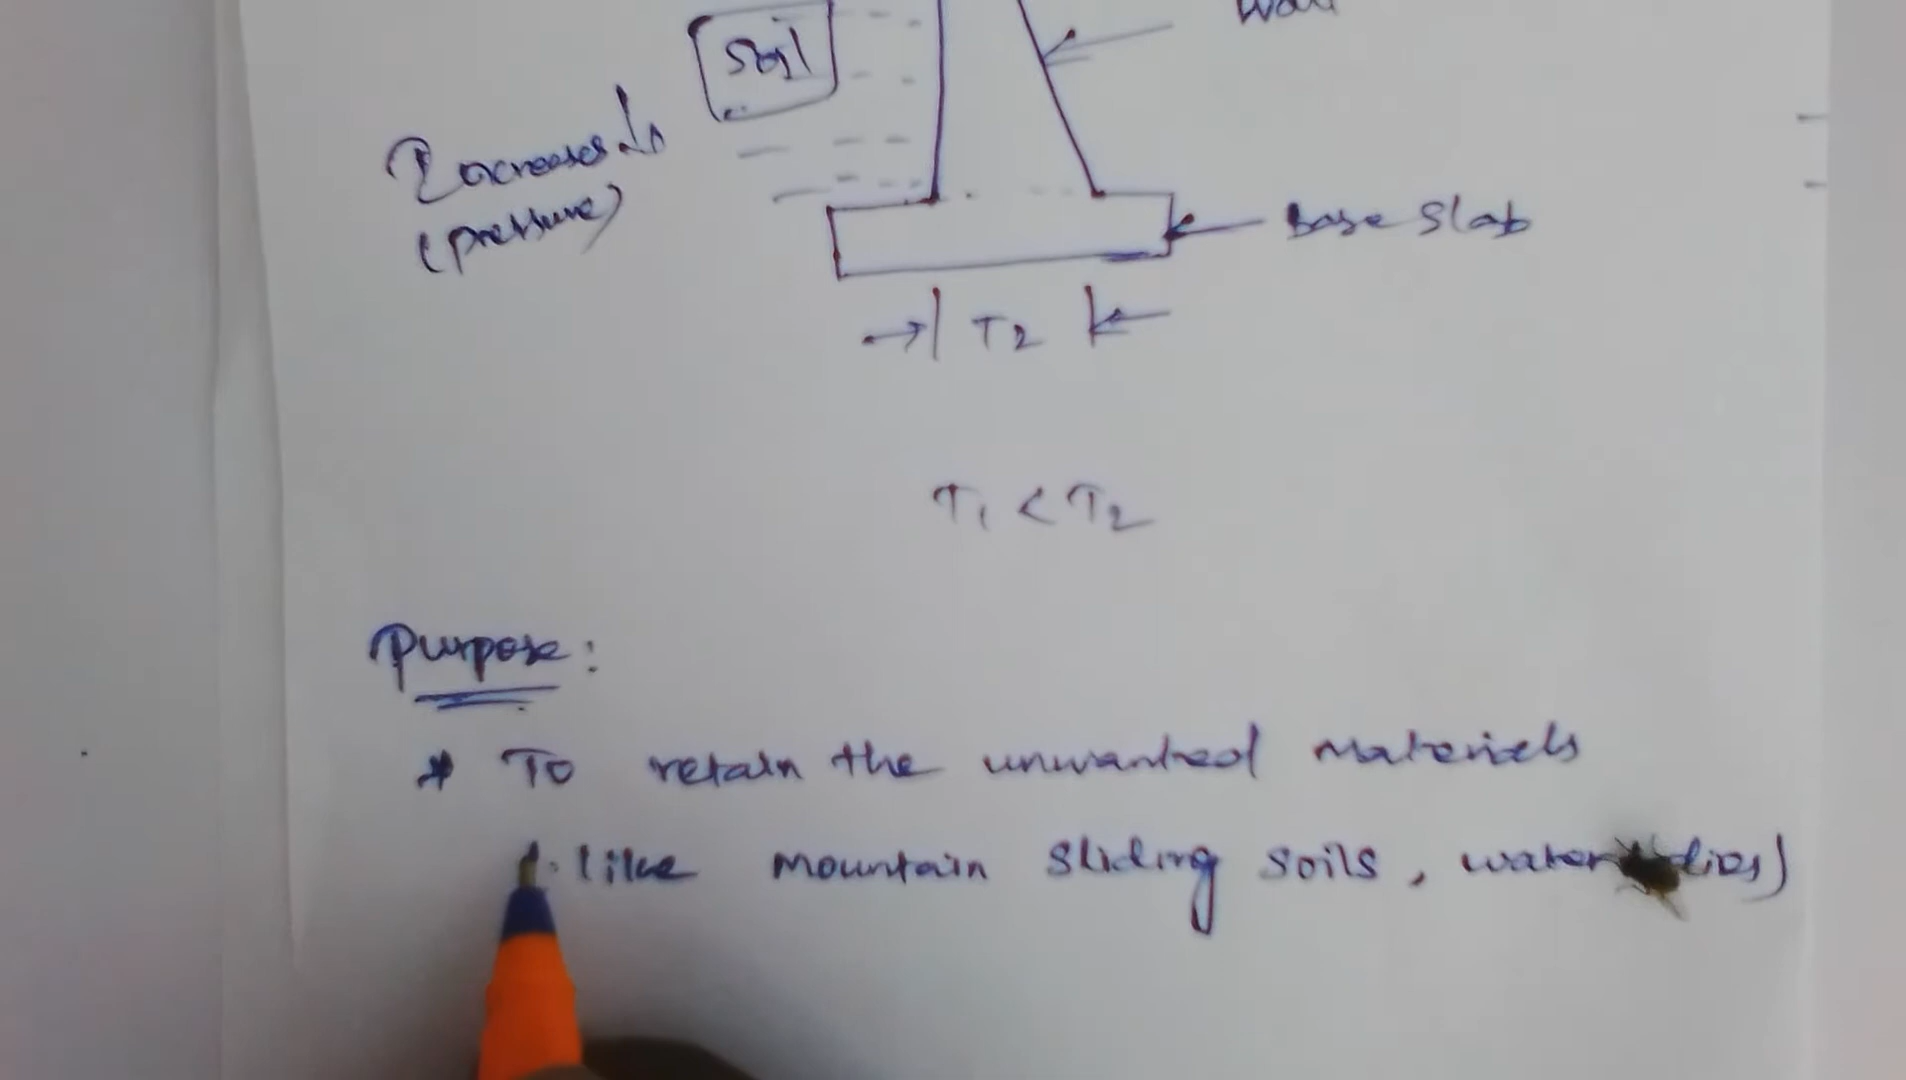 wall
Soil
P increases ↓
(pressure)
Base Slab
T2
T1 < T2
Purpose:
* To retain the unwanted materials
(like mountain sliding soils, water